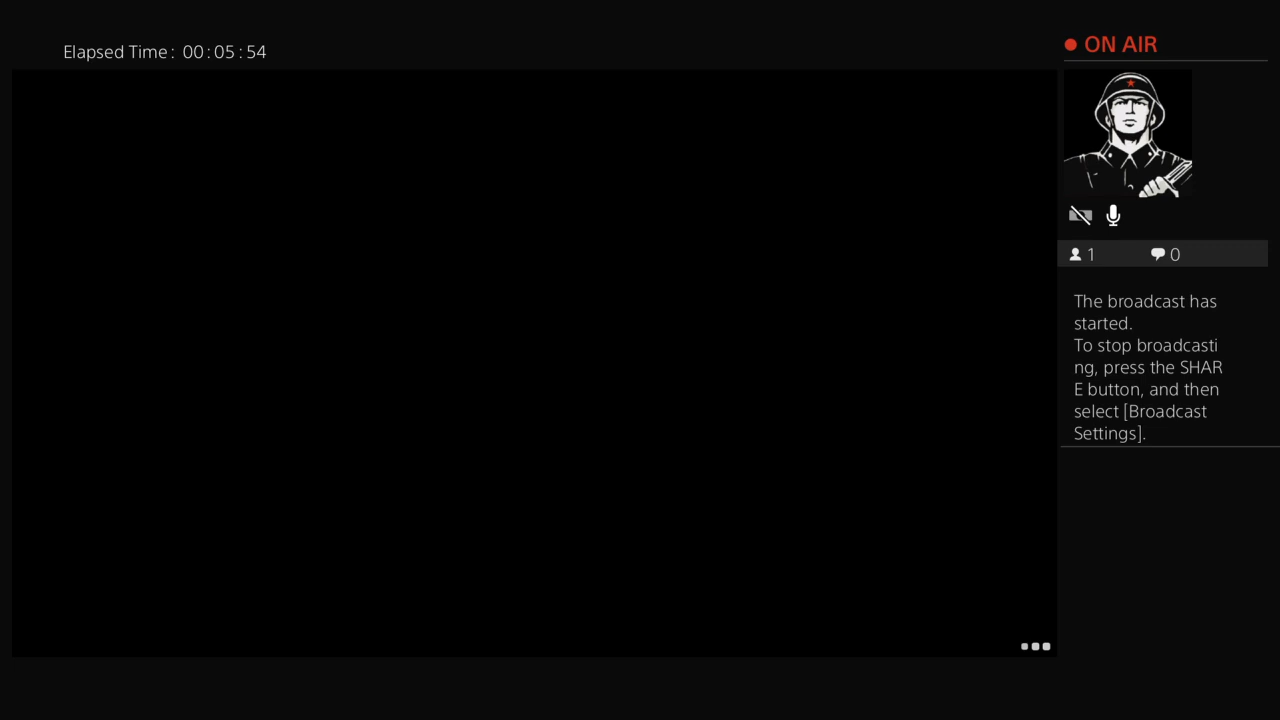 Elapsed Time: 00:05:54
ON AIR
1
0
The broadcast has
started.
To stop broadcasti
ng, press the SHAR
E button, and then
select [Broadcast
Settings].